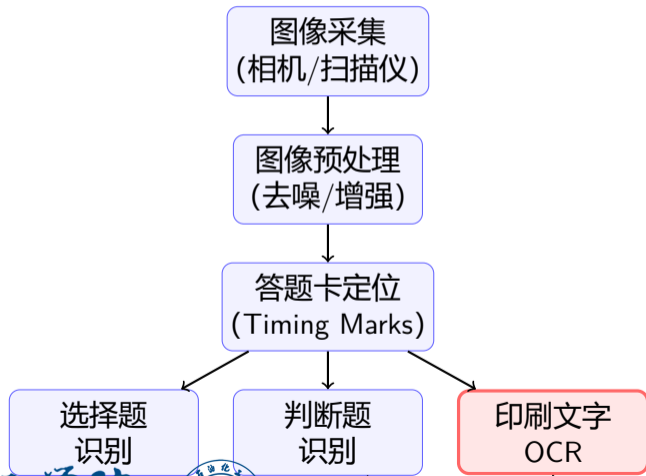 图像采集
(相机/扫描仪)
图像预处理
(去噪/增强)
答题卡定位
(Timing Marks)
选择题
识别
判断题
识别
印刷文字
OCR